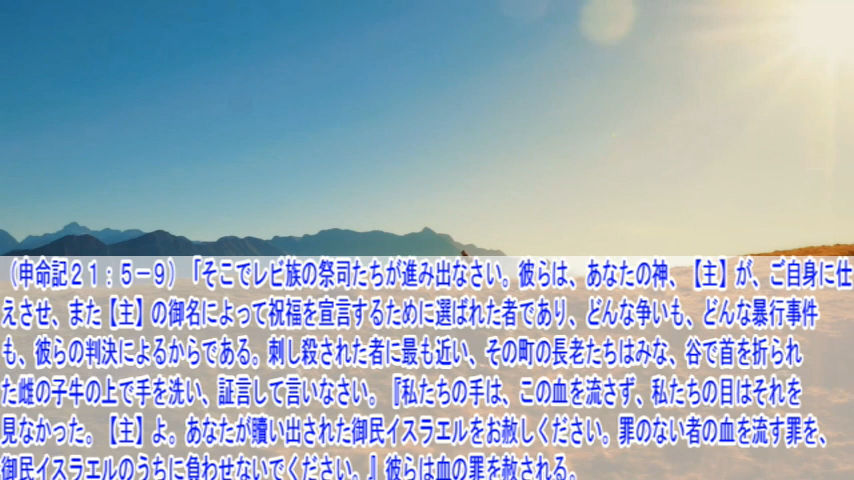 （申命記２１：５－９）「そこでレビ族の祭司たちが進み出なさい。彼らは、あなたの神、【主】が、ご自身に仕
えさせ、また【主】の御名によって祝福を宣言するために選ばれた者であり、どんな争いも、どんな暴行事件
も、彼らの判決によるからである。刺し殺された者に最も近い、その町の長老たちはみな、谷で首を折られ
た雌の子牛の上で手を洗い、証言して言いなさい。『私たちの手は、この血を流さず、私たちの目はそれを
見なかった。【主】よ。あなたが贖い出された御民イスラエルをお赦しください。罪のない者の血を流す罪を、
御民イスラエルのうちに負わせないでください。』彼らは血の罪を赦される。